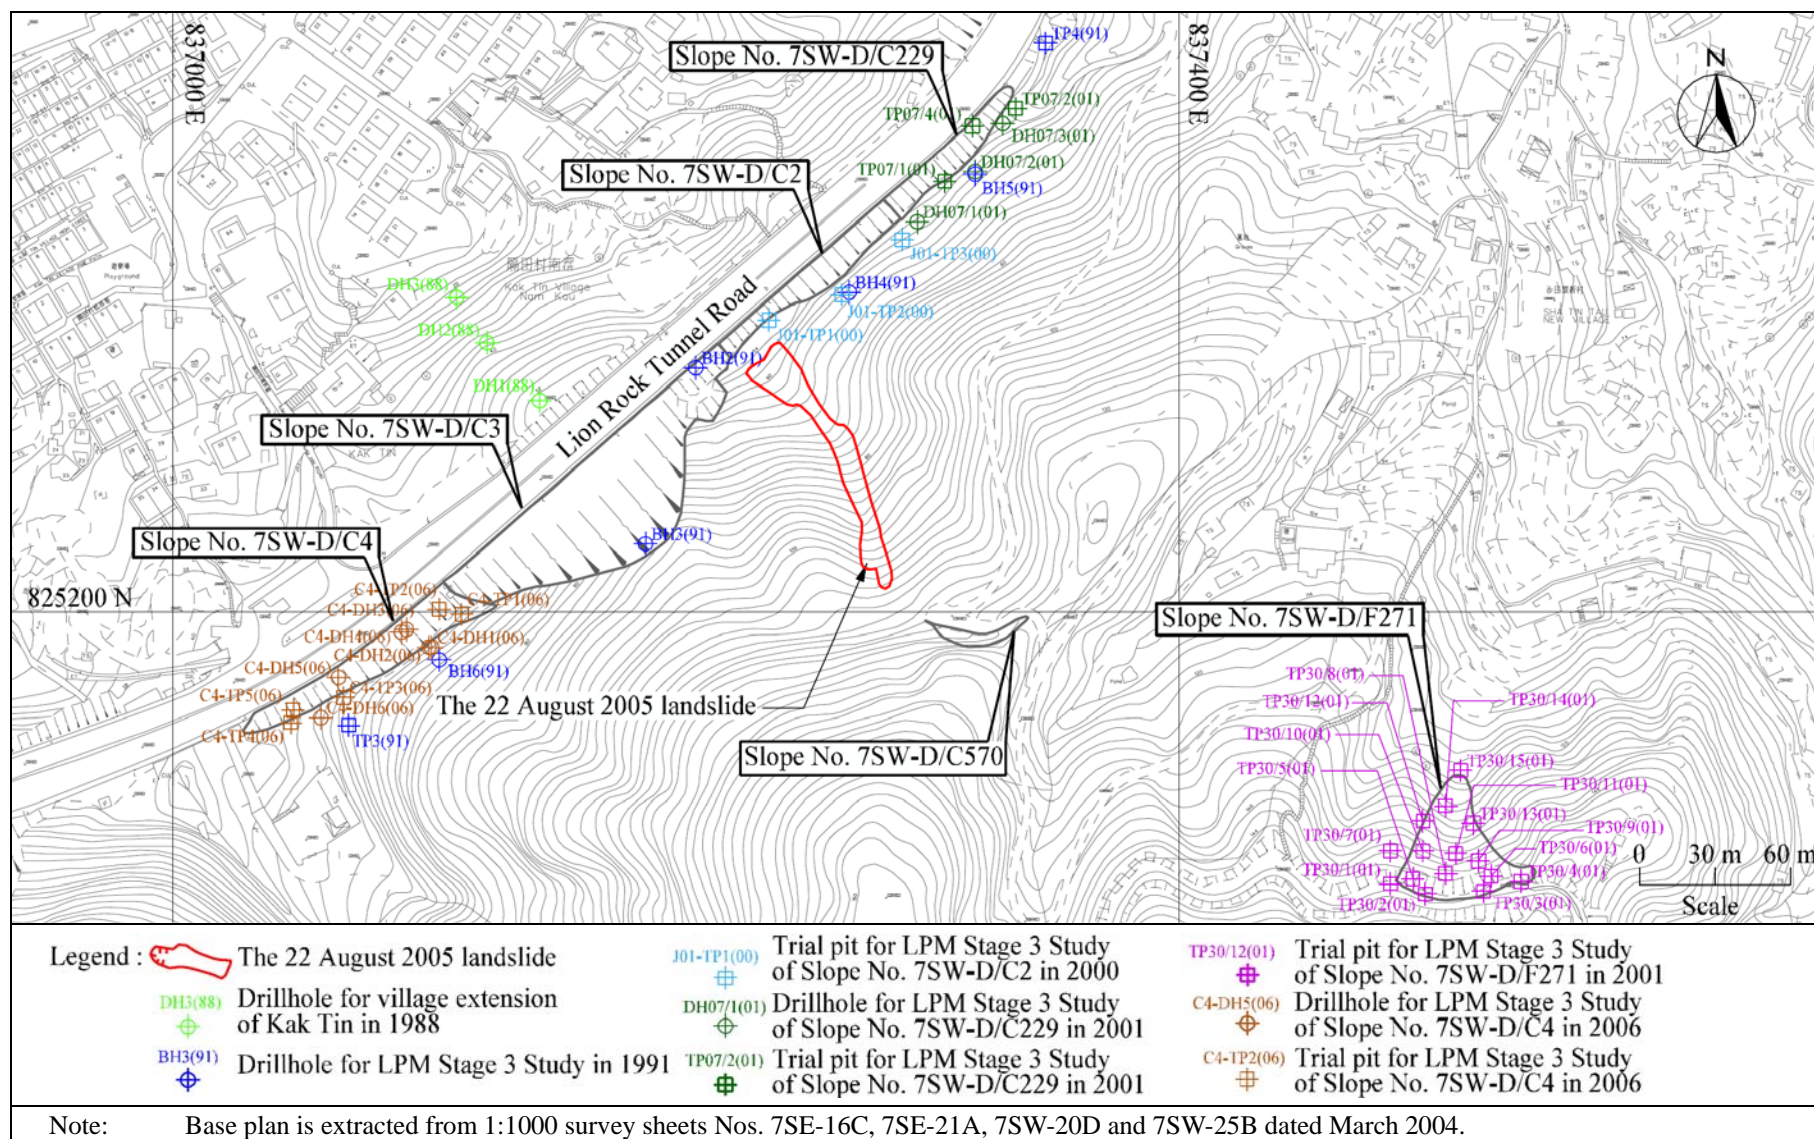 837000 E
837400 E
N
TP4(91)
Slope No. 7SW-D/C229
TP07/2(01)
DH07/3(01)
Slope No. 7SW-D/C2
TP07/1(01)
DH07/2(01)
BH5(91)
DH07/1(01)
J01-TP3(00)
隔田村南窖
Kak Tin Village
Playground
DH3(88)
BH4(91)
J01-TP2(00)
SHA TIN TAU
NEW VILLAGE
DH2(88)
J01-TP1(00)
Lion Rock Tunnel Road
BH2(91)
DH1(88)
Slope No. 7SW-D/C3
KAK TIN
Slope No. 7SW-D/C4
BH3(91)
C4-TP2(06)
C4-TP1(06)
825200 N
C4-DH3(06)
C4-DH4(06)
C4-DH1(06)
C4-DH2(06)
Slope No. 7SW-D/F271
BH6(91)
C4-DH5(06)
C4-TP3(06)
C4-TP5(06)
C4-DH6(06)
C4-TP4(06)
TP3(91)
The 22 August 2005 landslide
Slope No. 7SW-D/C570
TP30/8(01)
TP30/12(01)
TP30/14(01)
TP30/10(01)
TP30/5(01)
TP30/15(01)
TP30/11(01)
TP30/13(01)
TP30/7(01)
TP30/9(01)
TP30/6(01)
TP30/1(01)
TP30/4(01)
TP30/2(01)
TP30/3(01)
0 30 m 60 m
Scale
Legend :
The 22 August 2005 landslide
DH3(88)
Drillhole for village extension
of Kak Tin in 1988
BH3(91)
Drillhole for LPM Stage 3 Study in 1991
J01-TP1(00)
Trial pit for LPM Stage 3 Study
of Slope No. 7SW-D/C2 in 2000
DH07/1(01)
Drillhole for LPM Stage 3 Study
of Slope No. 7SW-D/C229 in 2001
TP07/2(01)
Trial pit for LPM Stage 3 Study
of Slope No. 7SW-D/C229 in 2001
TP30/12(01)
Trial pit for LPM Stage 3 Study
of Slope No. 7SW-D/F271 in 2001
C4-DH5(06)
Drillhole for LPM Stage 3 Study
of Slope No. 7SW-D/C4 in 2006
C4-TP2(06)
Trial pit for LPM Stage 3 Study
of Slope No. 7SW-D/C4 in 2006
Note: Base plan is extracted from 1:1000 survey sheets Nos. 7SE-16C, 7SE-21A, 7SW-20D and 7SW-25B dated March 2004.